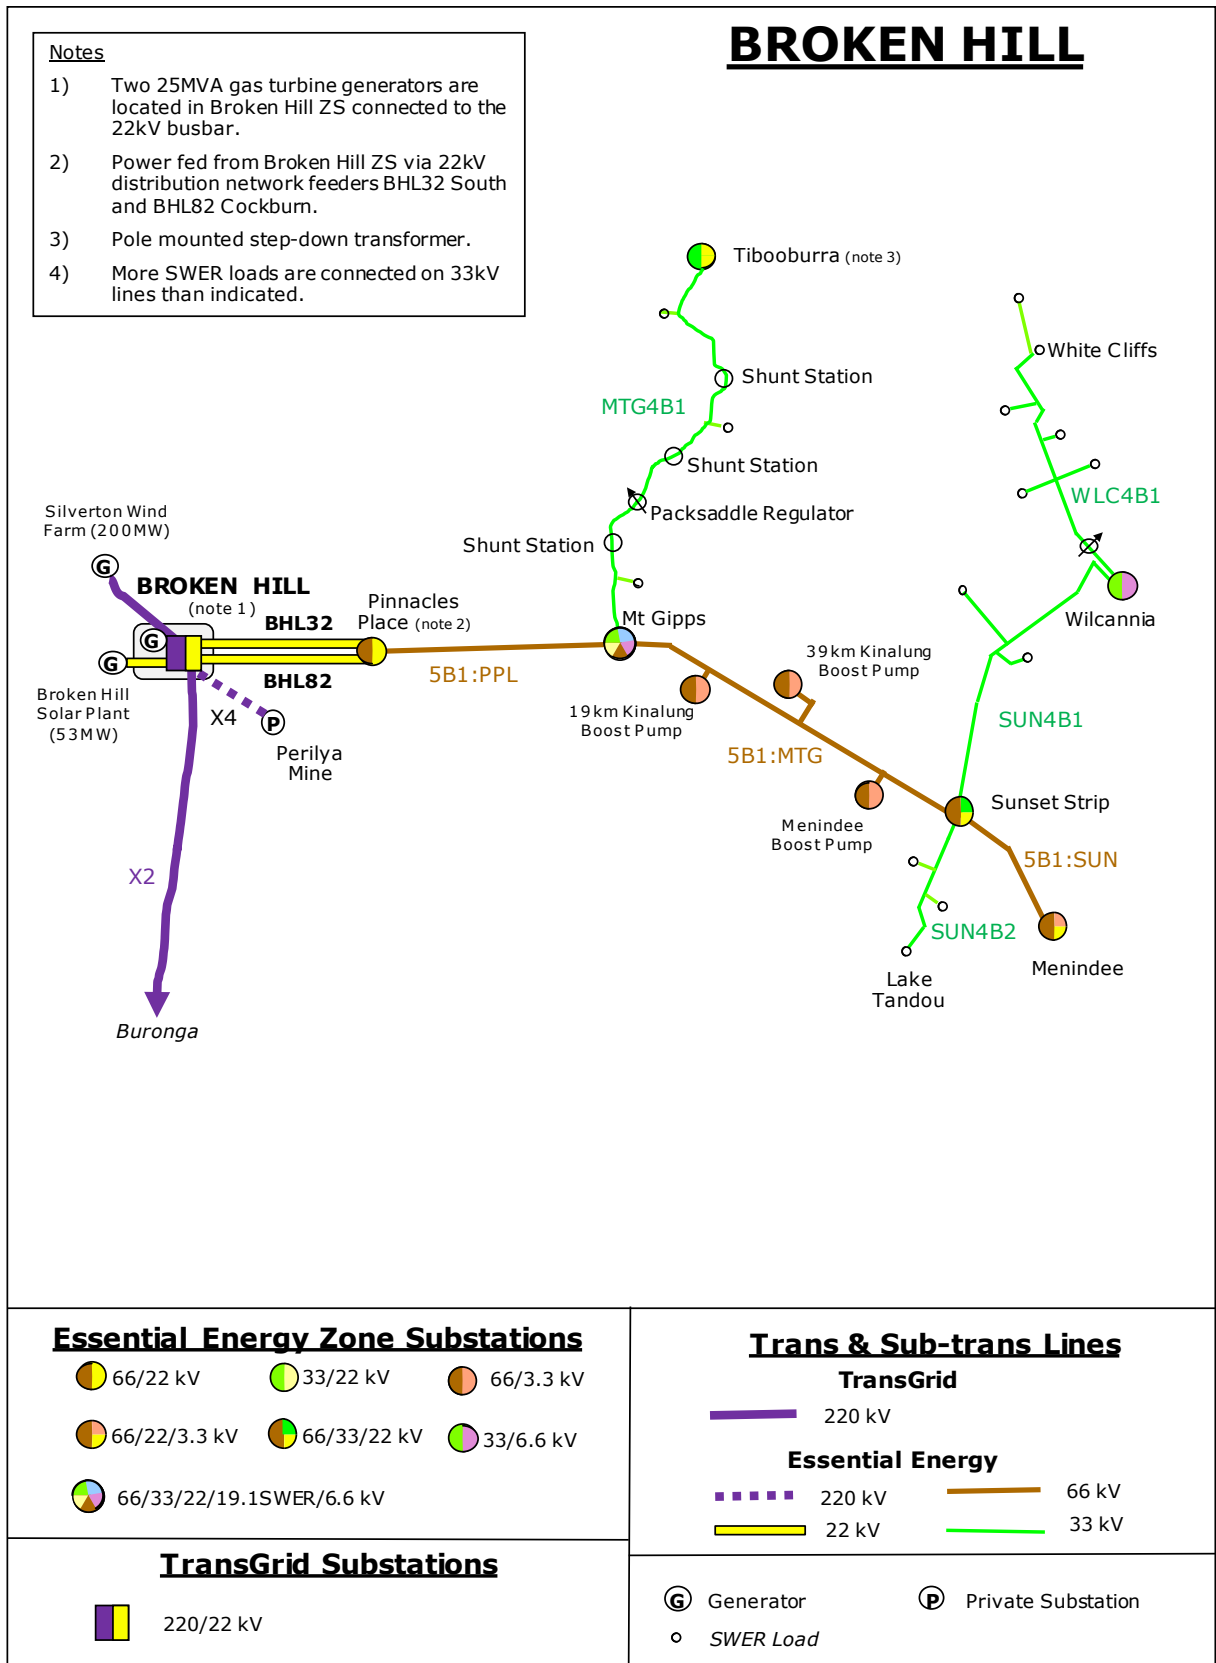 BROKEN HILL
Notes
1) Two 25MVA gas turbine generators are
located in Broken Hill ZS connected to the
22kV busbar.
2) Power fed from Broken Hill ZS via 22kV
distribution network feeders BHL32 South
and BHL82 Cockburn.
3) Pole mounted step-down transformer.
4) More SWER loads are connected on 33kV
lines than indicated.
Tibooburra (note 3)
White Cliffs
Shunt Station
MTG4B1
Shunt Station
WLC4B1
Packsaddle Regulator
Silverton Wind
Farm (200MW)
Shunt Station
G
BROKEN HILL
(note 1)
Pinnacles
Place (note 2)
Mt Gipps
Wilcannia
BHL32
G
G
BHL82
5B1:PPL
39km Kinalung
Boost Pump
Broken Hill
Solar Plant
(53MW)
X4
P
Perilya
Mine
19km Kinalung
Boost Pump
SUN4B1
5B1:MTG
Sunset Strip
Menindee
Boost Pump
5B1:SUN
X2
SUN4B2
Menindee
Lake
Tandou
Buronga
Essential Energy Zone Substations
66/22 kV
33/22 kV
66/3.3 kV
66/22/3.3 kV
66/33/22 kV
33/6.6 kV
66/33/22/19.1SWER/6.6 kV
TransGrid Substations
220/22 kV
Trans & Sub-trans Lines
TransGrid
220 kV
Essential Energy
220 kV
66 kV
22 kV
33 kV
G Generator
P Private Substation
SWER Load